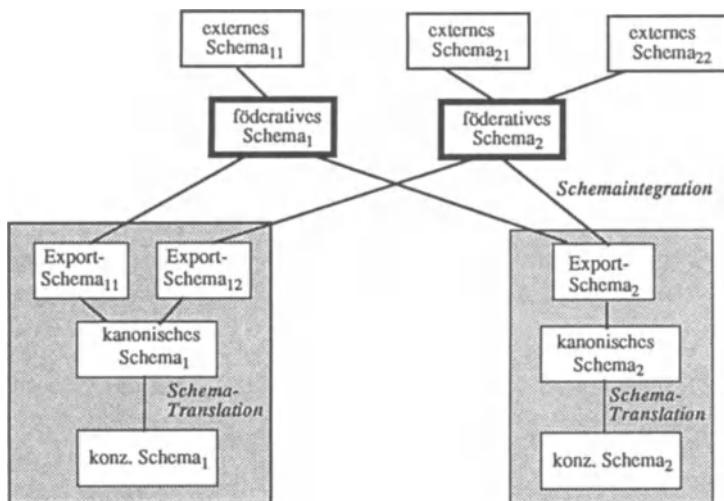 externes
Schema11
externes
Schema21
externes
Schema22
föderatives
Schema1
föderatives
Schema2
Schemaintegration
Export-
Schema11
Export-
Schema12
Export-
Schema2
kanonisches
Schema1
kanonisches
Schema2
Schema-
Translation
Schema-
Translation
konz. Schema1
konz. Schema2